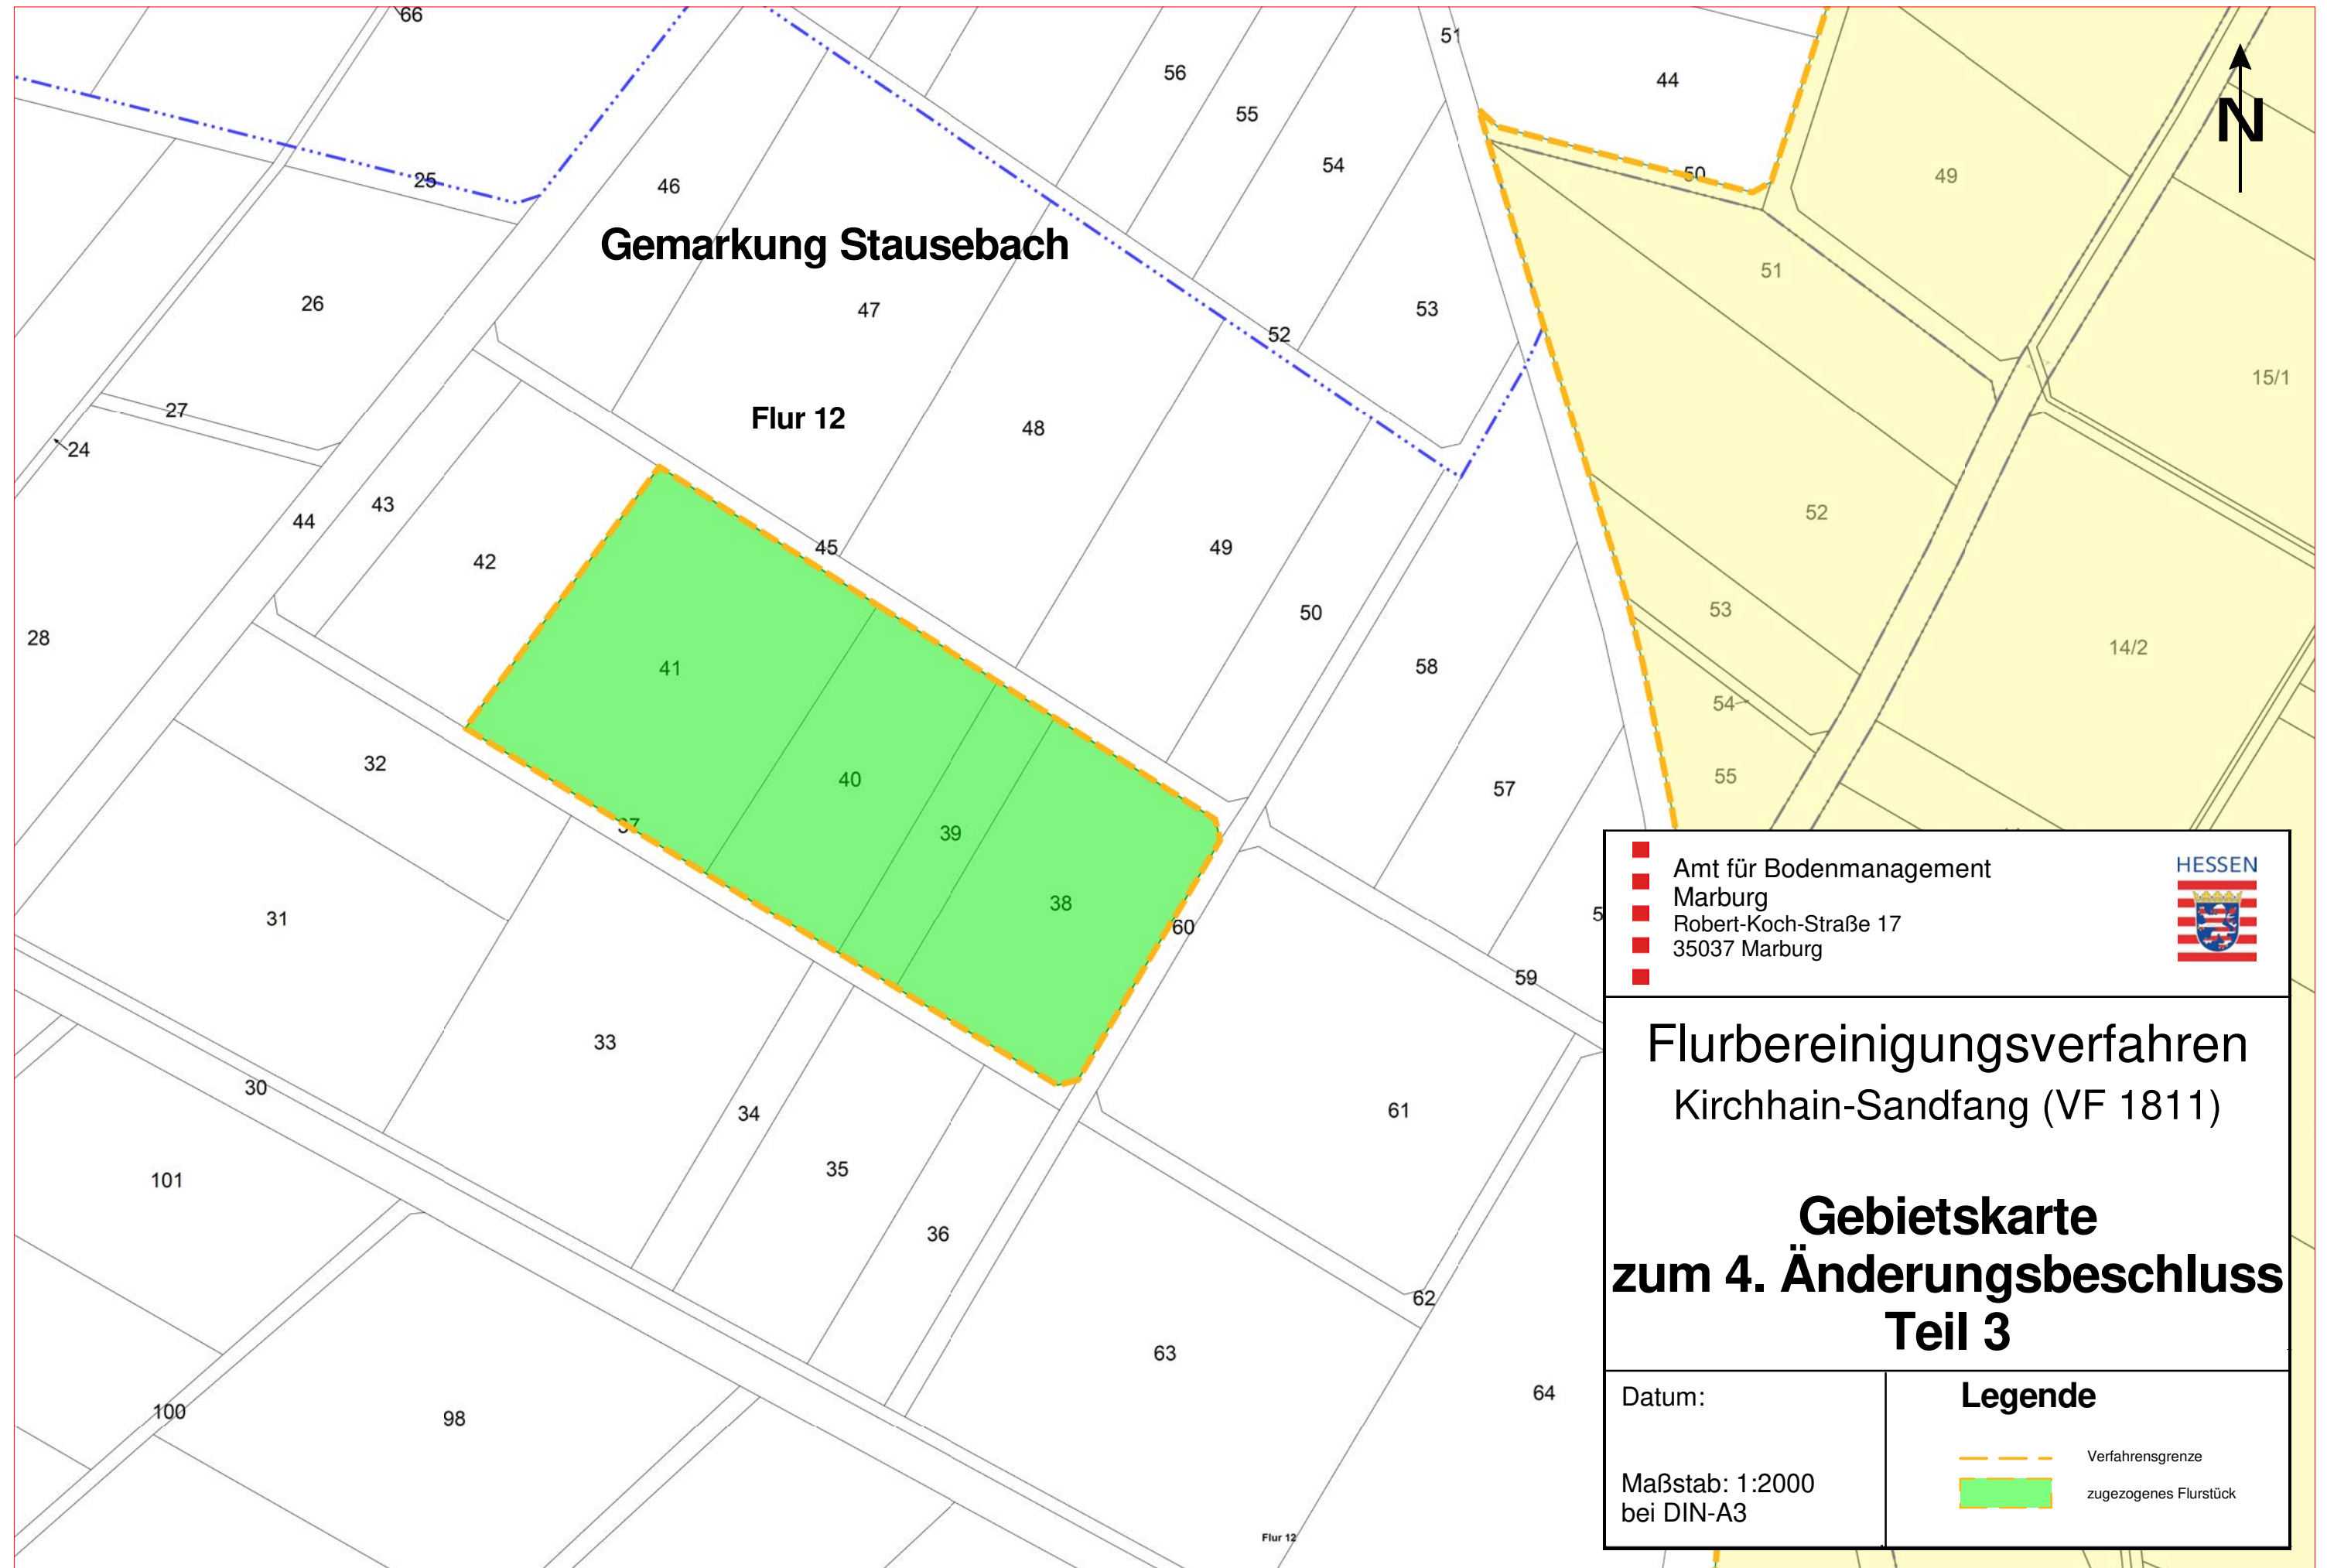 66
51
56
44
55
54
50
49
25
46
Gemarkung Stausebach
51
26
47
53
52
15/1
27
Flur 12
48
24
43
44
42
45
49
52
50
53
28
41
58
14/2
54
32
40
55
57
37
39
38
31
60
5
59
33
30
34
61
35
101
36
62
63
64
100
98
Flur 12
N
Amt für Bodenmanagement
Marburg
Robert-Koch-Straße 17
35037 Marburg
HESSEN
Flurbereinigungsverfahren
Kirchhain-Sandfang (VF 1811)
Gebietskarte
zum 4. Änderungsbeschluss
Teil 3
Datum:
Maßstab: 1:2000
bei DIN-A3
Legende
Verfahrensgrenze
zugezogenes Flurstück